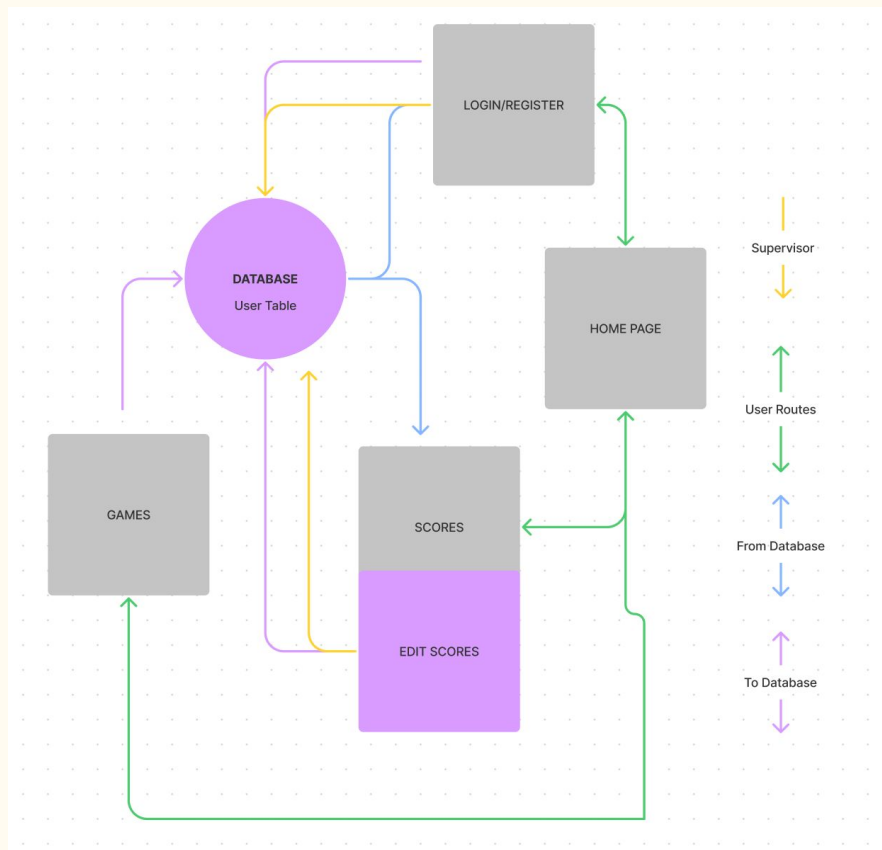 LOGIN/REGISTER
DATABASE
User Table
HOME PAGE
GAMES
SCORES
EDIT SCORES
Supervisor
User Routes
From Database
To Database